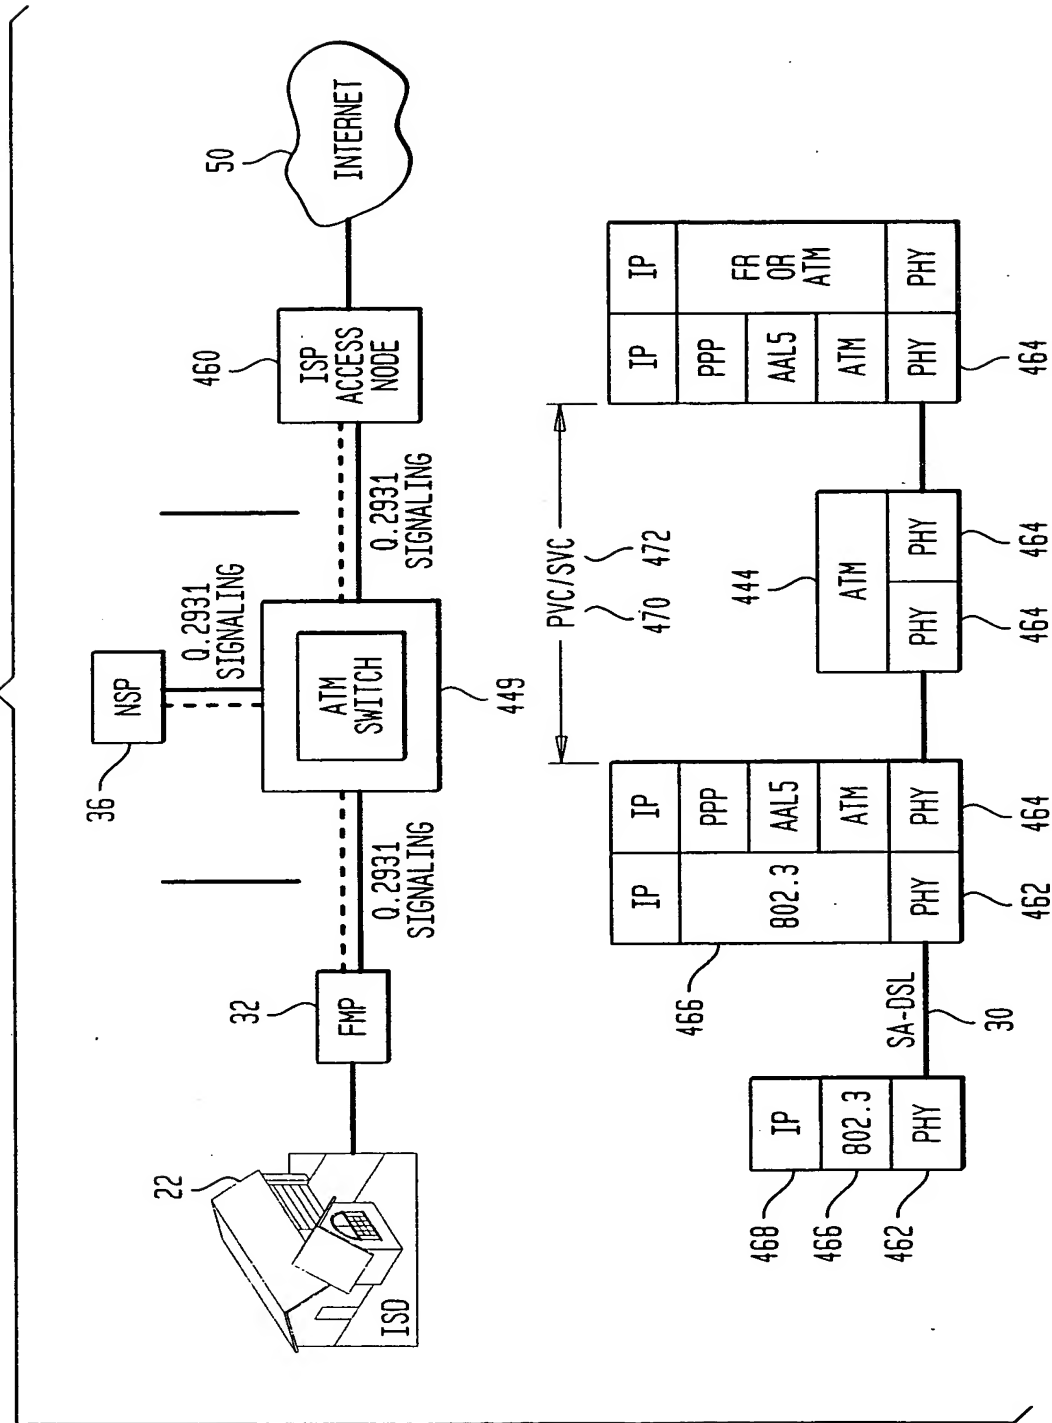 50
INTERNET
460
ISP
ACCESS
NODE
Q.2931
SIGNALING
36
NSP
Q.2931
SIGNALING
ATM
SWITCH
449
Q.2931
SIGNALING
32
FMP
22
ISD
PVC/SVC
470
472
IP
802.3
PHY
468
466
462
SA-DSL
30
466
IP
802.3
PHY
462
IP
PPP
AAL5
ATM
PHY
464
444
ATM
PHY
PHY
464
464
IP
PPP
AAL5
ATM
PHY
464
IP
FR
OR
ATM
PHY